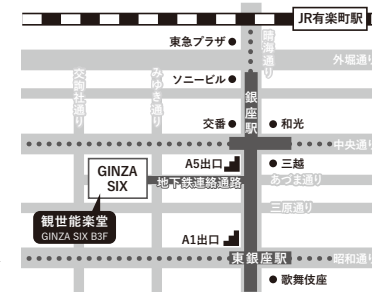 JR有楽町駅
東急プラザ
晴海通り
外堀通り
ソニービル
交詢社通り
みゆき通り
銀座駅
交番
和光
中央通り
A5出口
三越
GINZA
SIX
地下鉄連絡通路
あづま通り
観世能楽堂
GINZA SIX B3F
三原通り
A1出口
東銀座駅
昭和通り
歌舞伎座